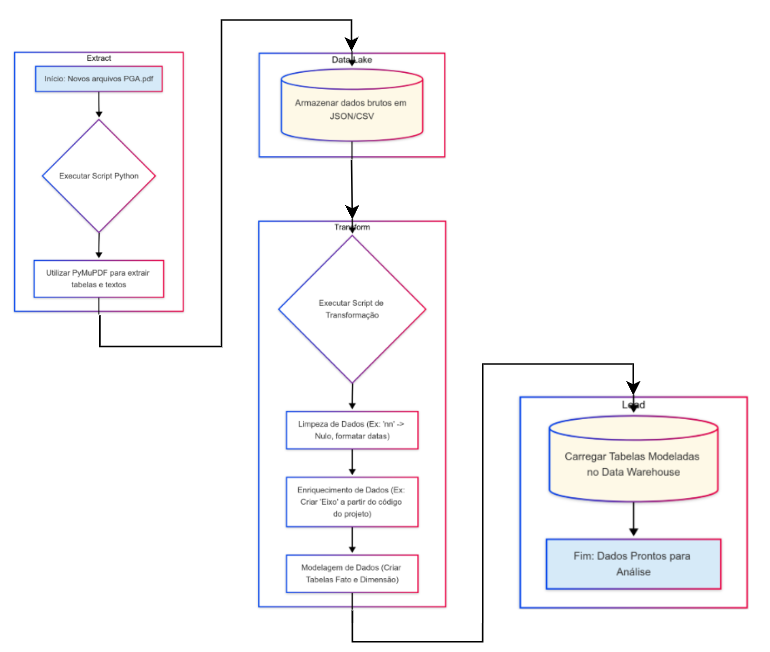 Extract
Início: Novos arquivos PGA.pdf
Executar Script Python
Utilizar PyMuPDF para extrair
tabelas e textos
Data Lake
Armazenar dados brutos em
JSON/CSV
Transform
Executar Script de
Transformação
Limpeza de Dados (Ex: 'nn' ->
Nulo, formatar datas)
Enriquecimento de Dados (Ex:
Criar 'Eixo' a partir do código
do projeto)
Modelagem de Dados (Criar
Tabelas Fato e Dimensão)
Load
Carregar Tabelas Modeladas
no Data Warehouse
Fim: Dados Prontos para
Análise